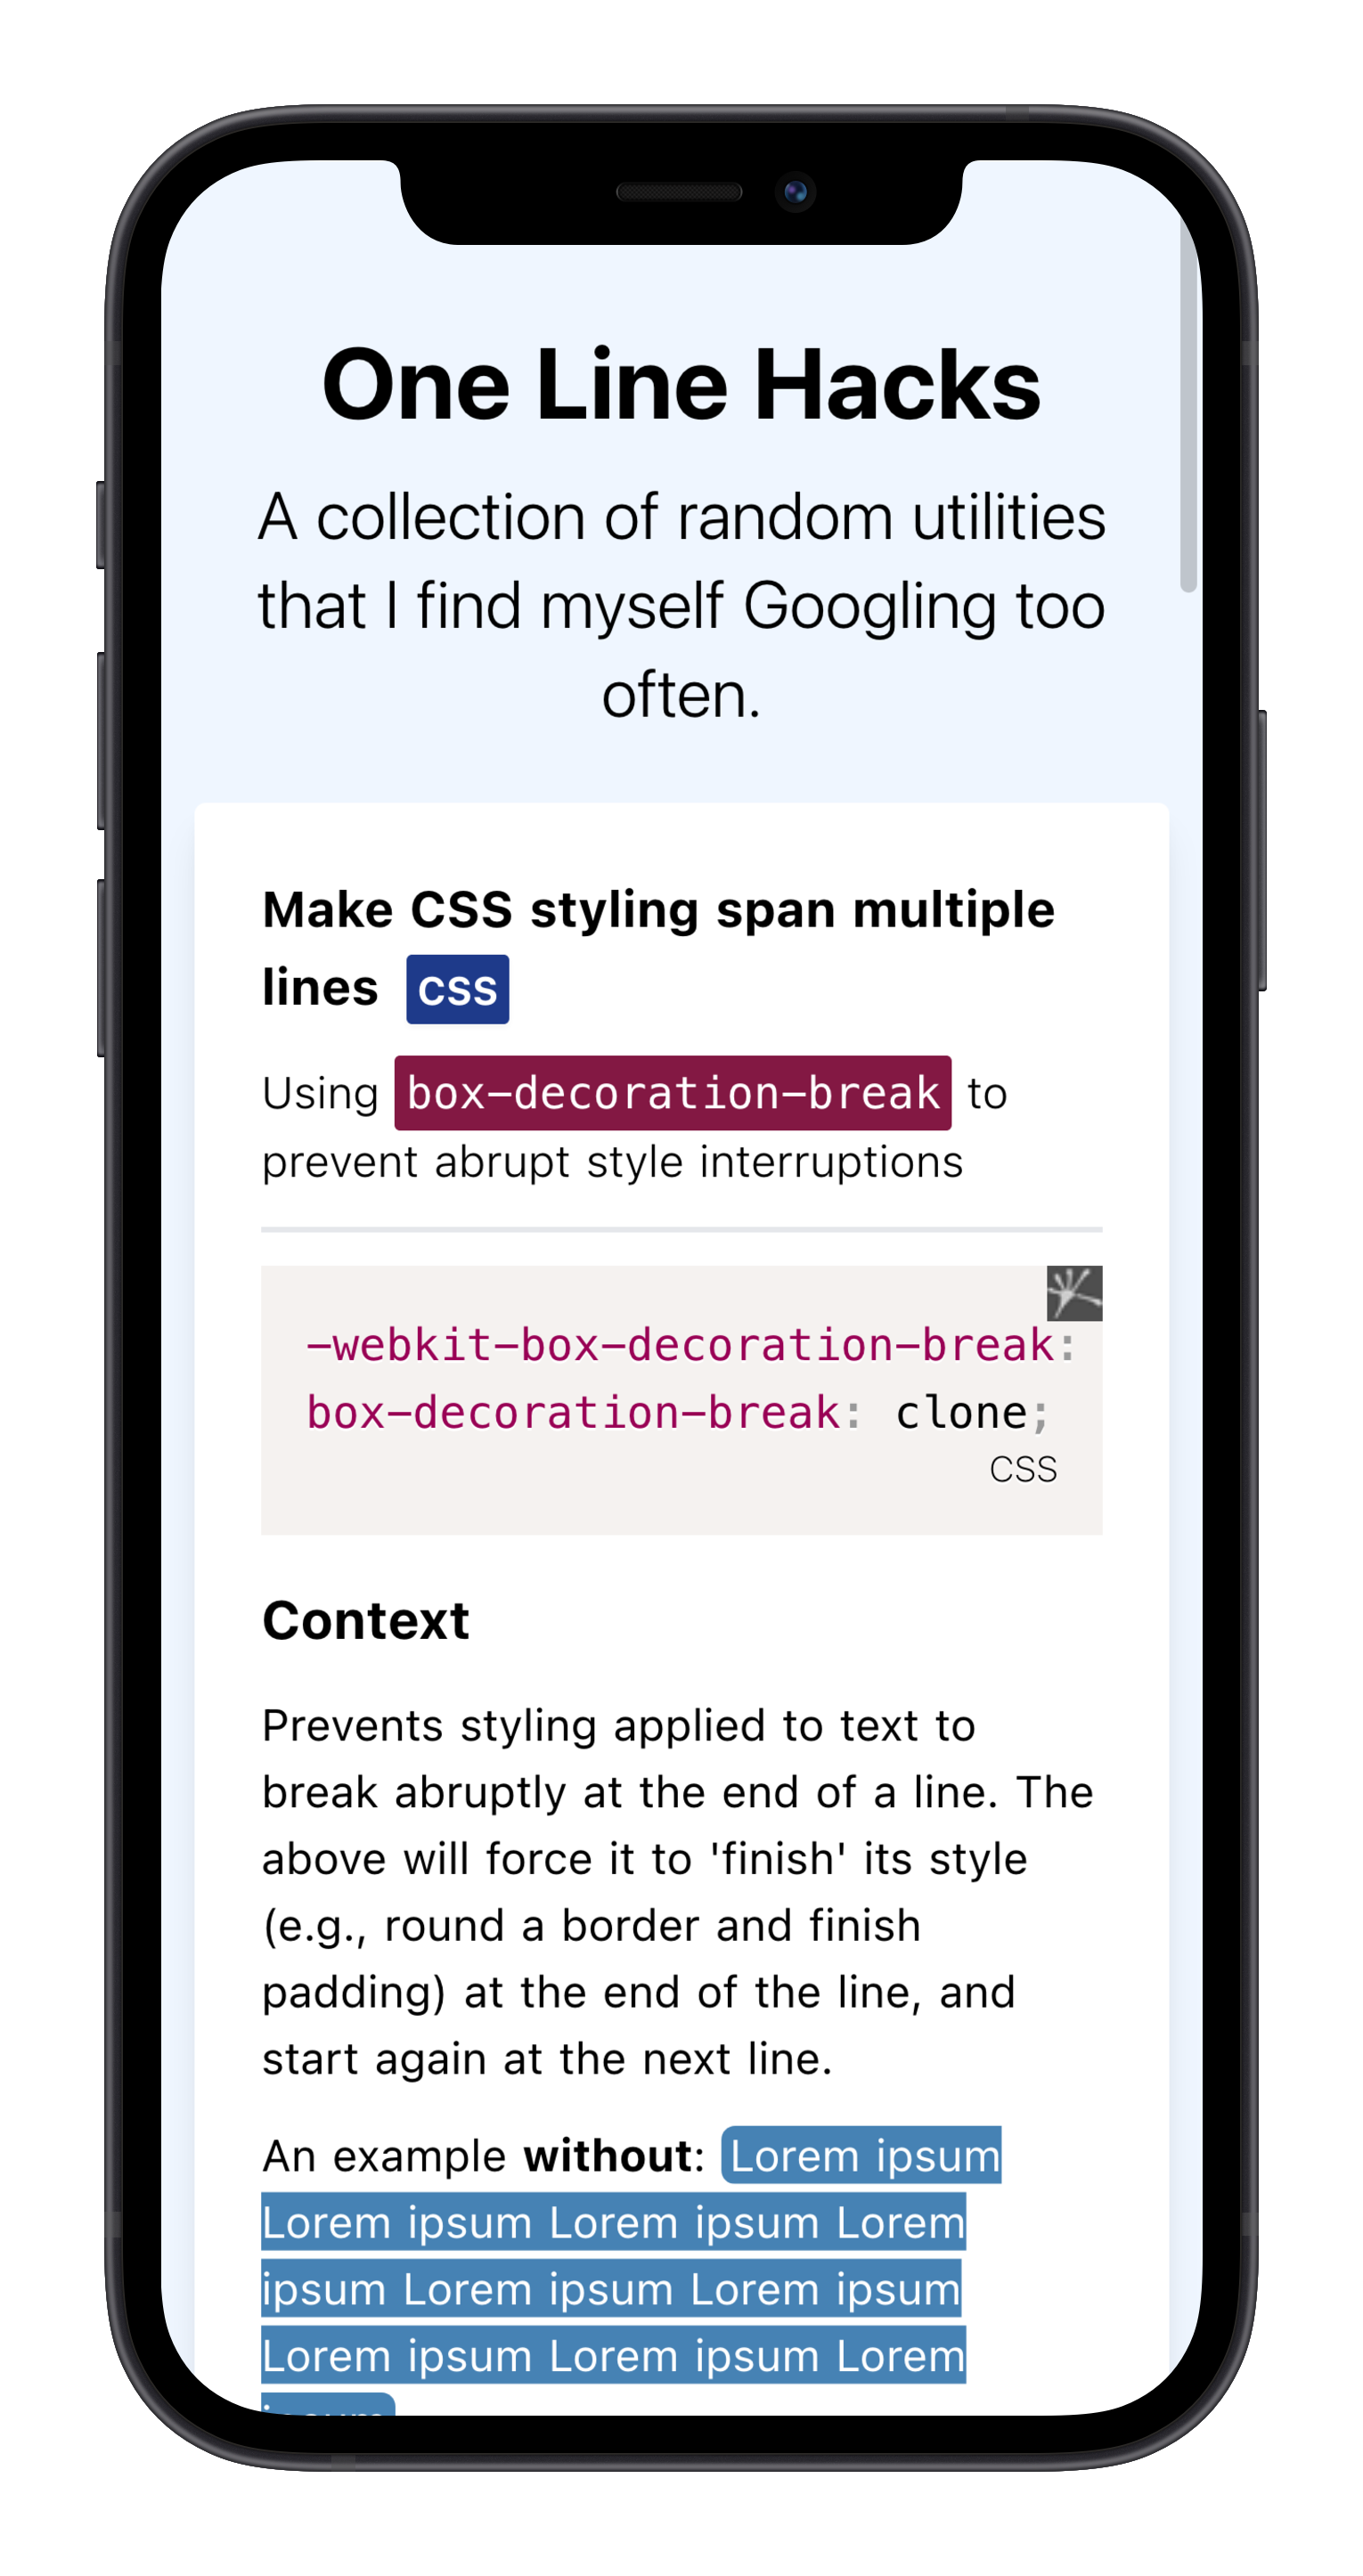 One Line Hacks
A collection of random utilities
that I find myself Googling too
often.
Make CSS styling span multiple
lines css
Using box-decoration-break to
prevent abrupt style interruptions
-webkit-box-decoration-break:
box-decoration-break: clone;
CSS
Context
Prevents styling applied to text to
break abruptly at the end of a line. The
above will force it to 'finish' its style
(e.g., round a border and finish
padding) at the end of the line, and
start again at the next line.
An example without: Lorem ipsum
Lorem ipsum Lorem ipsum Lorem
ipsum Lorem ipsum Lorem ipsum
Lorem ipsum Lorem ipsum Lorem